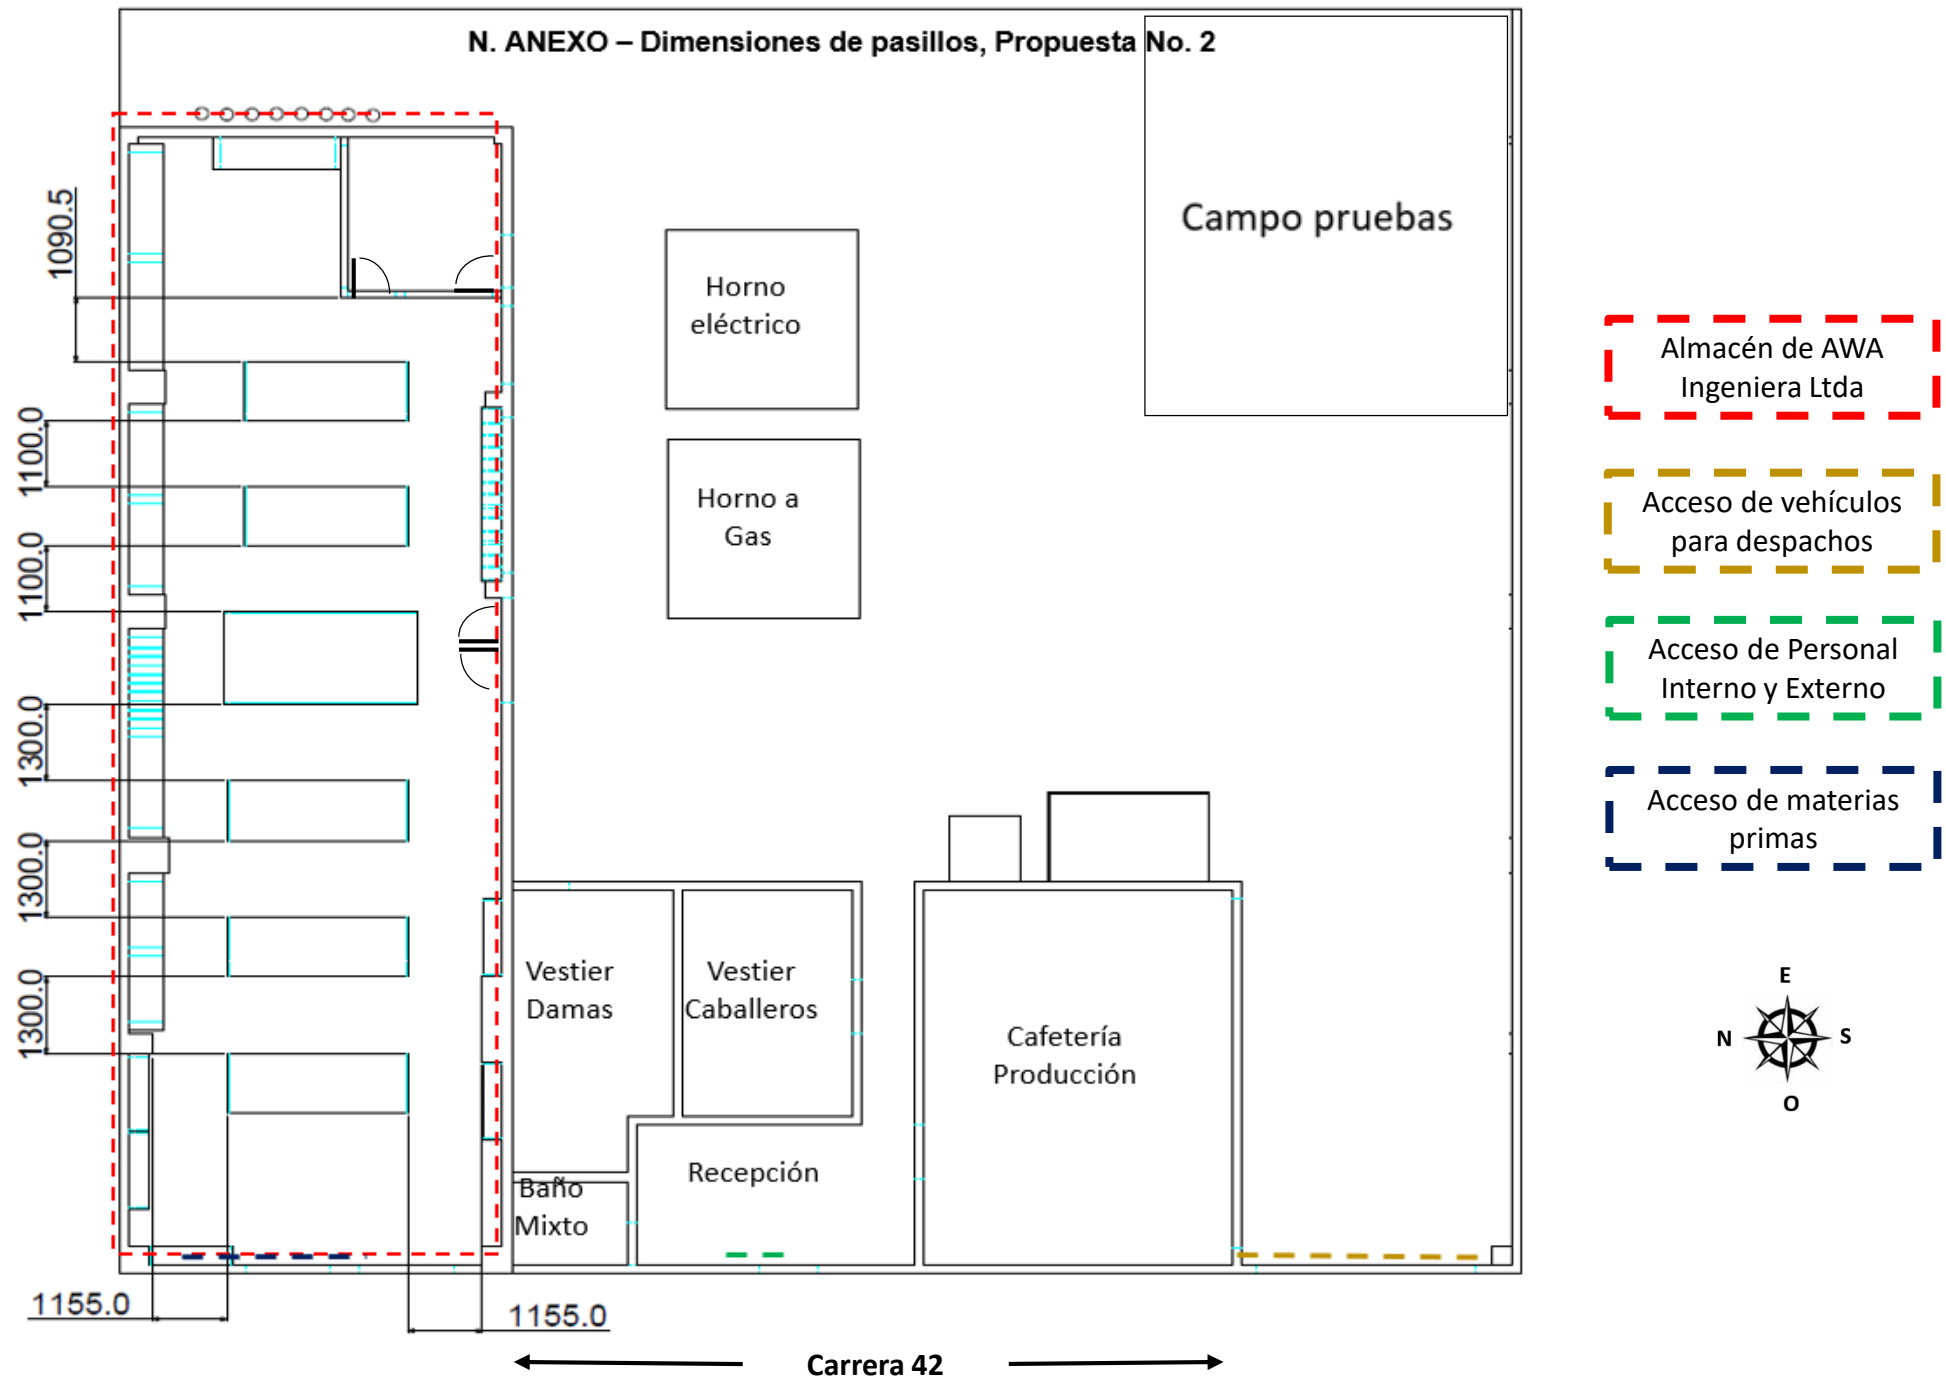 N. ANEXO – Dimensiones de pasillos, Propuesta No. 2
Campo pruebas
1090.5
Horno
eléctrico
1100.0
Horno a
Gas
1100.0
1300.0
1300.0
1300.0
Vestier
Damas
Vestier
Caballeros
Cafetería
Producción
Recepción
Baño
Mixto
1155.0
1155.0
Carrera 42
Almacén de AWA
Ingeniera Ltda
Acceso de vehículos
para despachos
Acceso de Personal
Interno y Externo
Acceso de materias
primas
E
N
S
O